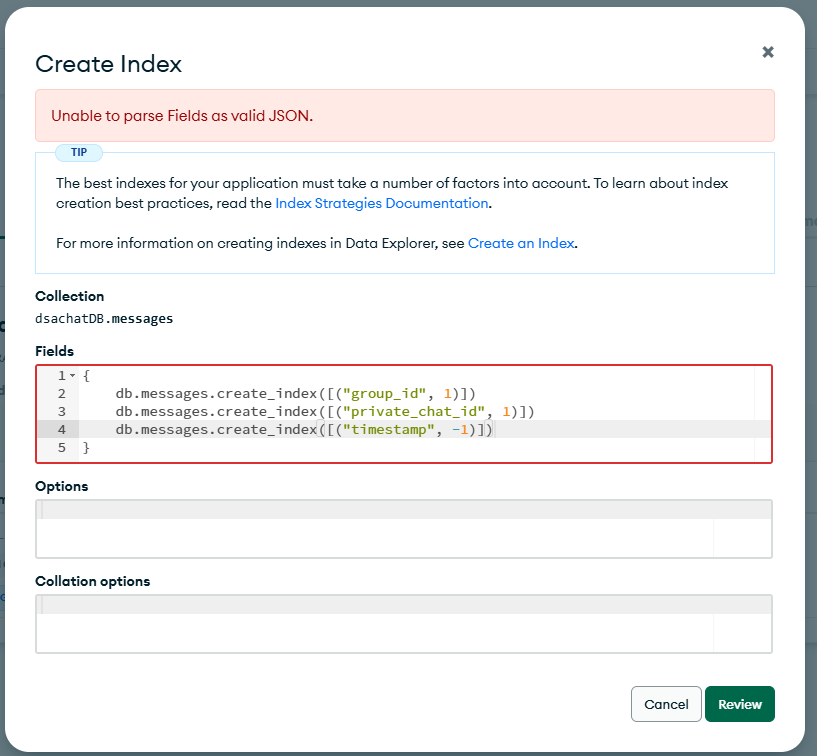 Create Index
Unable to parse Fields as valid JSON.
TIP
The best indexes for your application must take a number of factors into account. To learn about index
creation best practices, read the Index Strategies Documentation.
For more information on creating indexes in Data Explorer, see Create an Index.
Collection
dsachatDB.messages
Fields
1 {
2 db.messages.create_index([("group_id", 1)])
3 db.messages.create_index([("private_chat_id", 1)])
4 db.messages.create_index([("timestamp", -1)])
5 }
Options
Collation options
Cancel Review